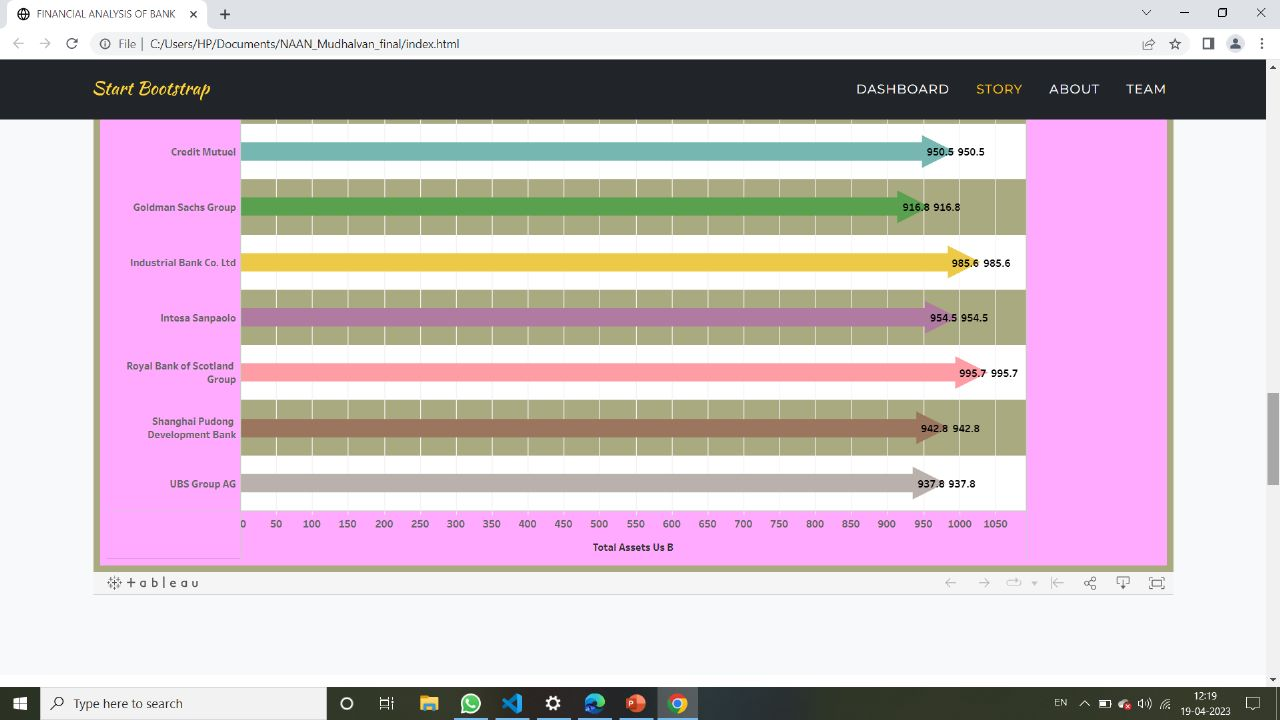 FINANCIAL ANALYSIS OF BANK
File | C:/Users/HP/Documents/NAAN_Mudhalvan_final/index.html
Start Bootstrap
DASHBOARD STORY ABOUT TEAM
Credit Mutuel 950.5 950.5
Goldman Sachs Group 916.8 916.8
Industrial Bank Co. Ltd 985.6 985.6
Intesa Sanpaolo 954.5 954.5
Royal Bank of Scotland
Group 995.7 995.7
Shanghai Pudong
Development Bank 942.8 942.8
UBS Group AG 937.8 937.8
0 50 100 150 200 250 300 350 400 450 500 550 600 650 700 750 800 850 900 950 1000 1050
Total Assets Us B
+ableau
Type here to search
EN
12:19
19-04-2023